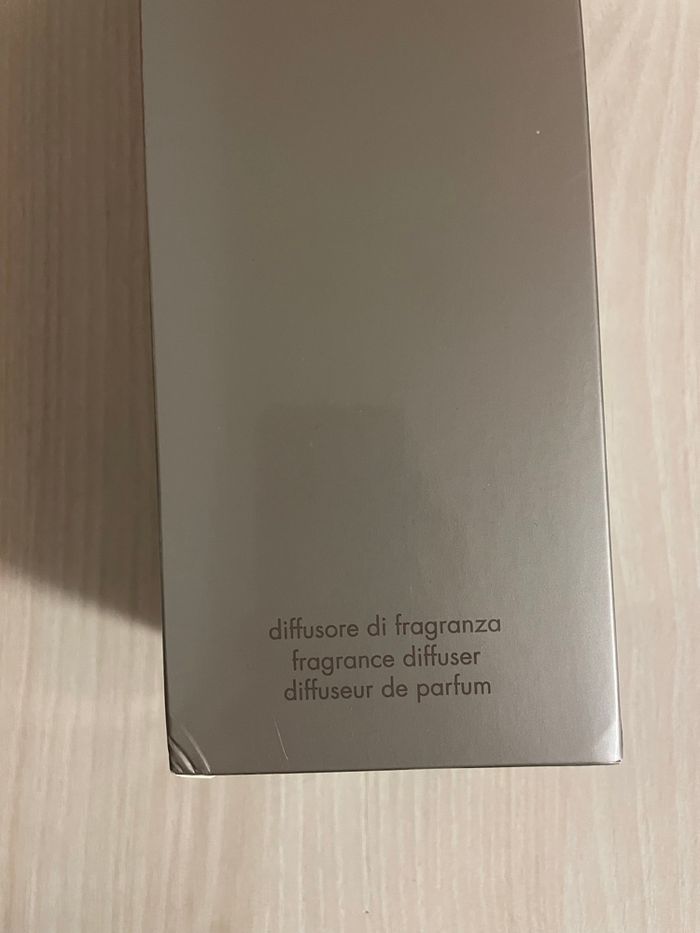 diffusore di fragranza
fragrance diffuser
diffuseur de parfum